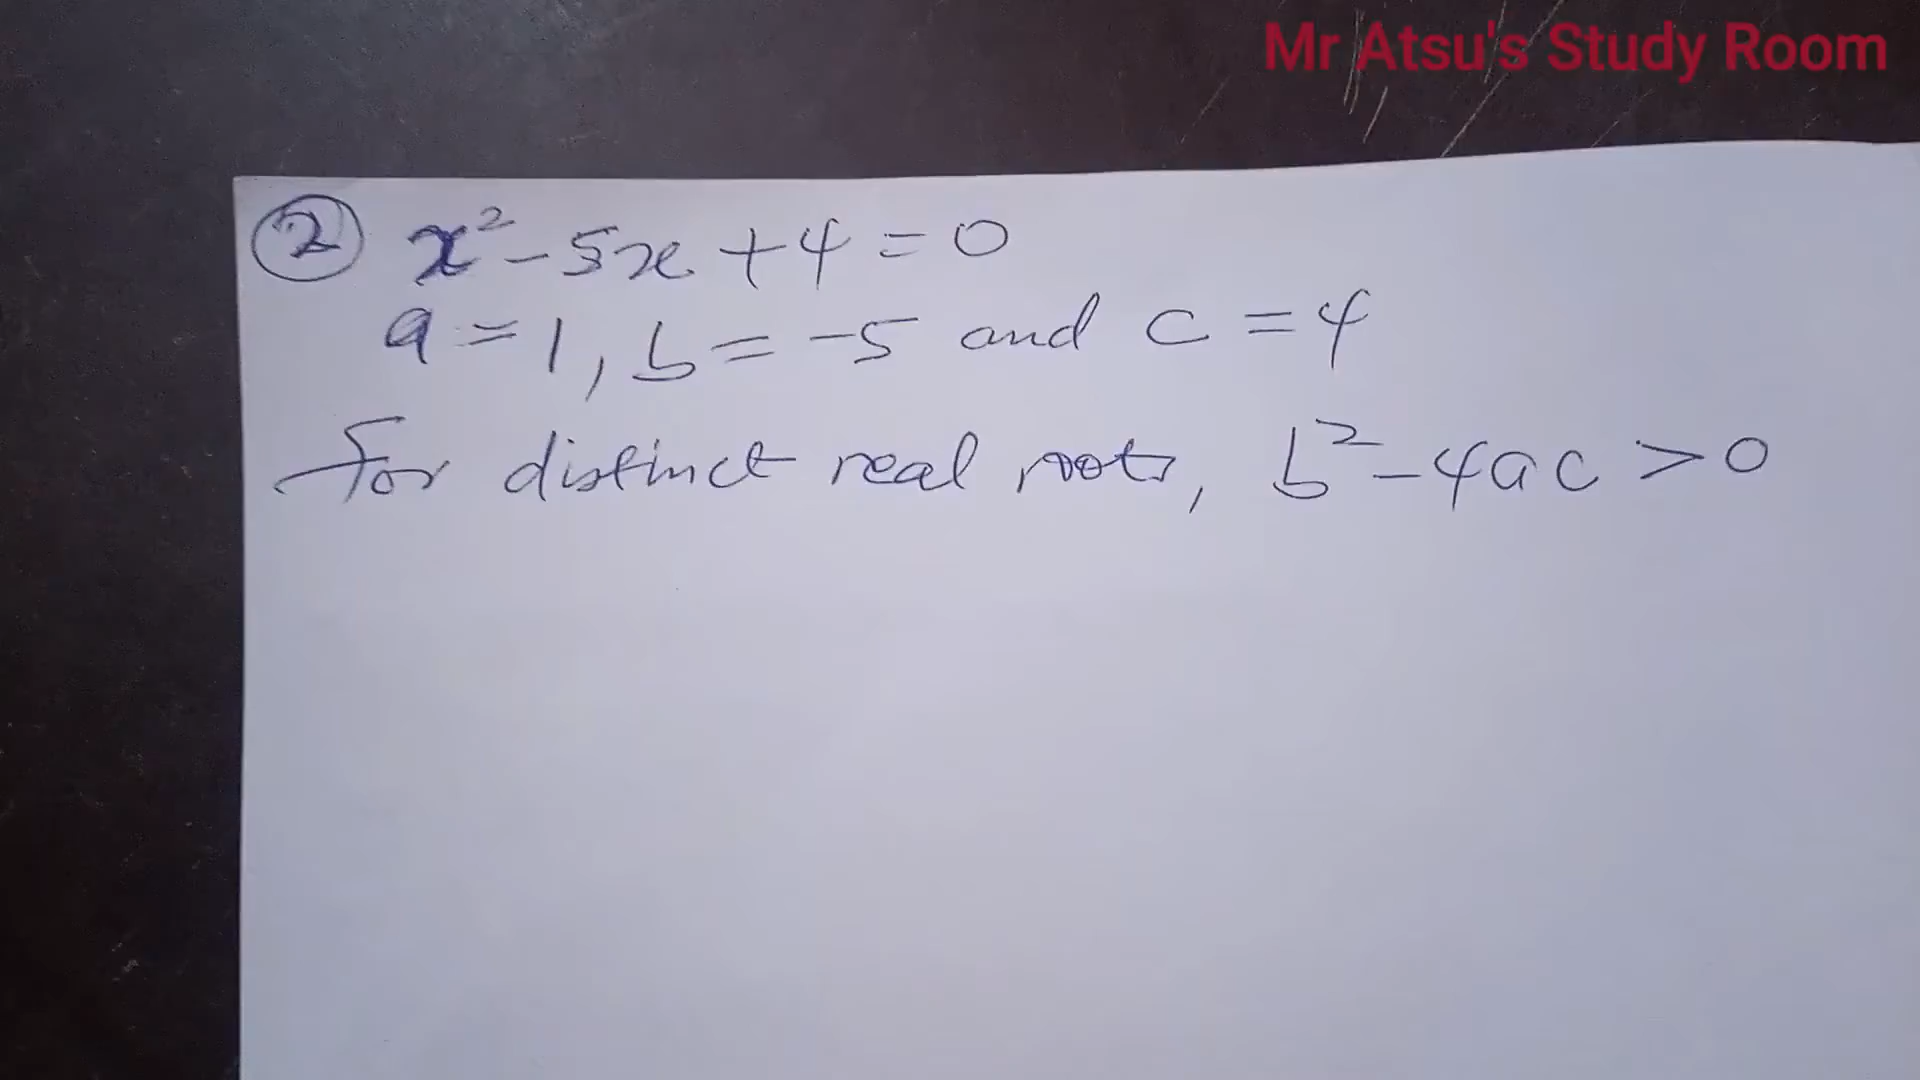 Mr Atsu's Study Room
② x² - 5x + 4 = 0
a = 1, b = -5 and c = 4
For distinct real roots, b² - 4ac > 0